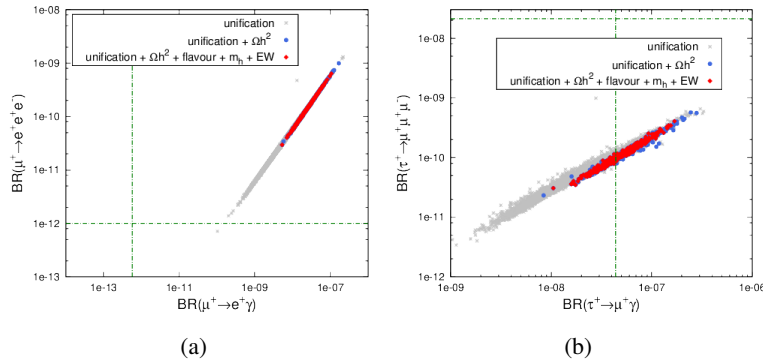 unification
unification + Ωh²
unification + Ωh² + flavour + mₕ + EW
1e-08
1e-09
1e-10
1e-11
1e-12
1e-13
BR(μ⁺→e⁺e⁺e⁻)
1e-13
1e-11
1e-09
1e-07
BR(μ⁺→e⁺γ)
(a)
unification
unification + Ωh²
unification + Ωh² + flavour + mₕ + EW
1e-08
1e-09
1e-10
1e-11
1e-12
BR(τ⁺→μ⁺μ⁺μ⁻)
1e-09
1e-08
1e-07
1e-06
BR(τ⁺→μ⁺γ)
(b)